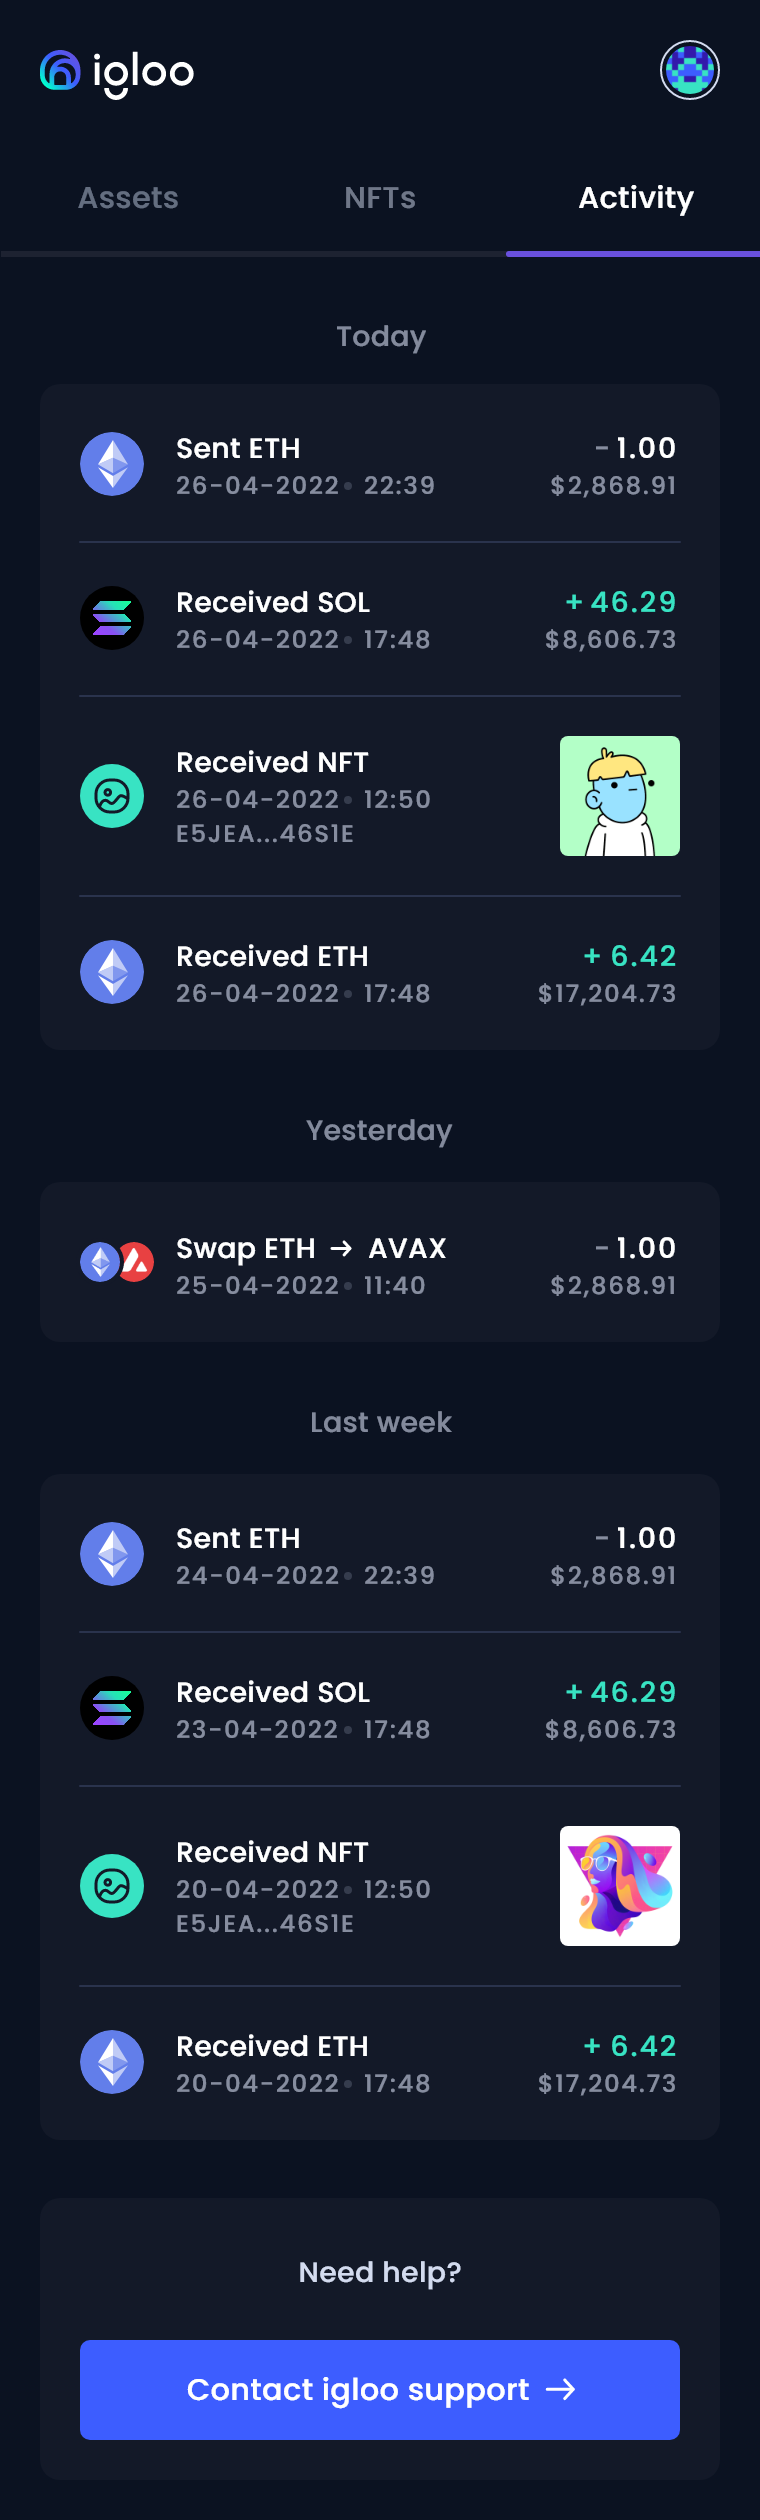 igloo
Assets NFTs Activity
Today
Sent ETH - 1.00
26-04-2022 • 22:39 $2,868.91
Received SOL + 46.29
26-04-2022 • 17:48 $8,606.73
Received NFT
26-04-2022 • 12:50
E5JEA...46S1E
Received ETH + 6.42
26-04-2022 • 17:48 $17,204.73
Yesterday
Swap ETH → AVAX - 1.00
25-04-2022 • 11:40 $2,868.91
Last week
Sent ETH - 1.00
24-04-2022 • 22:39 $2,868.91
Received SOL + 46.29
23-04-2022 • 17:48 $8,606.73
Received NFT
20-04-2022 • 12:50
E5JEA...46S1E
Received ETH + 6.42
20-04-2022 • 17:48 $17,204.73
Need help?
Contact igloo support →